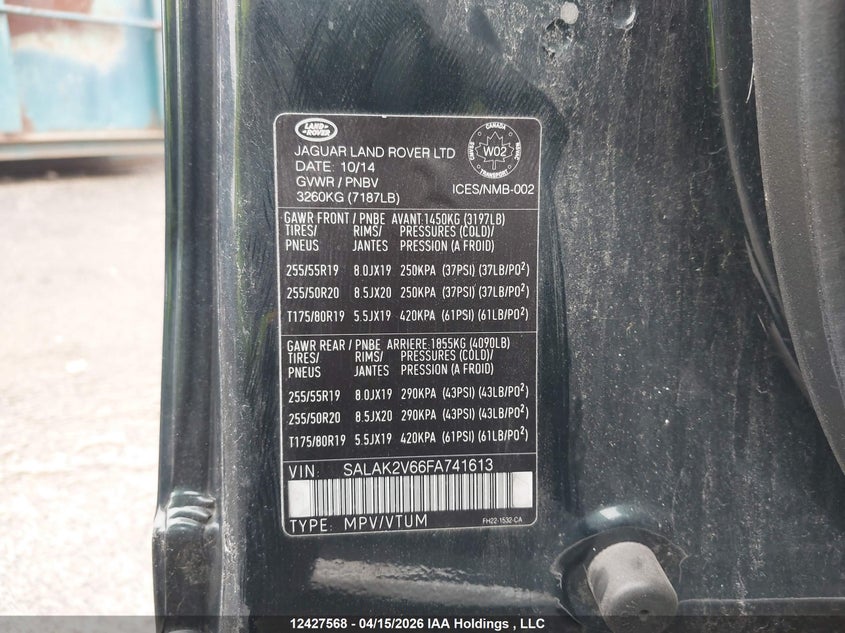 LAND ROVER
JAGUAR LAND ROVER LTD
DATE: 10/14
GVWR / PNBV
3260KG (7187LB)
CANADA
W02
TRANSPORT
ICES/NMB-002
GAWR FRONT / PNBE AVANT:1450KG (3197LB)
TIRES/ RIMS/ PRESSURES (COLD)/
PNEUS JANTES PRESSION (A FROID)
255/55R19 8.0JX19 250KPA (37PSI) (37LB/PO²)
255/50R20 8.5JX20 250KPA (37PSI) (37LB/PO²)
T175/80R19 5.5JX19 420KPA (61PSI) (61LB/PO²)
GAWR REAR / PNBE ARRIERE:1855KG (4090LB)
TIRES/ RIMS/ PRESSURES (COLD)/
PNEUS JANTES PRESSION (A FROID)
255/55R19 8.0JX19 290KPA (43PSI) (43LB/PO²)
255/50R20 8.5JX20 290KPA (43PSI) (43LB/PO²)
T175/80R19 5.5JX19 420KPA (61PSI) (61LB/PO²)
VIN: SALAK2V66FA741613
TYPE: MPV/VTUM
FH22-1532-CA
12427568 - 04/15/2026 IAA Holdings , LLC